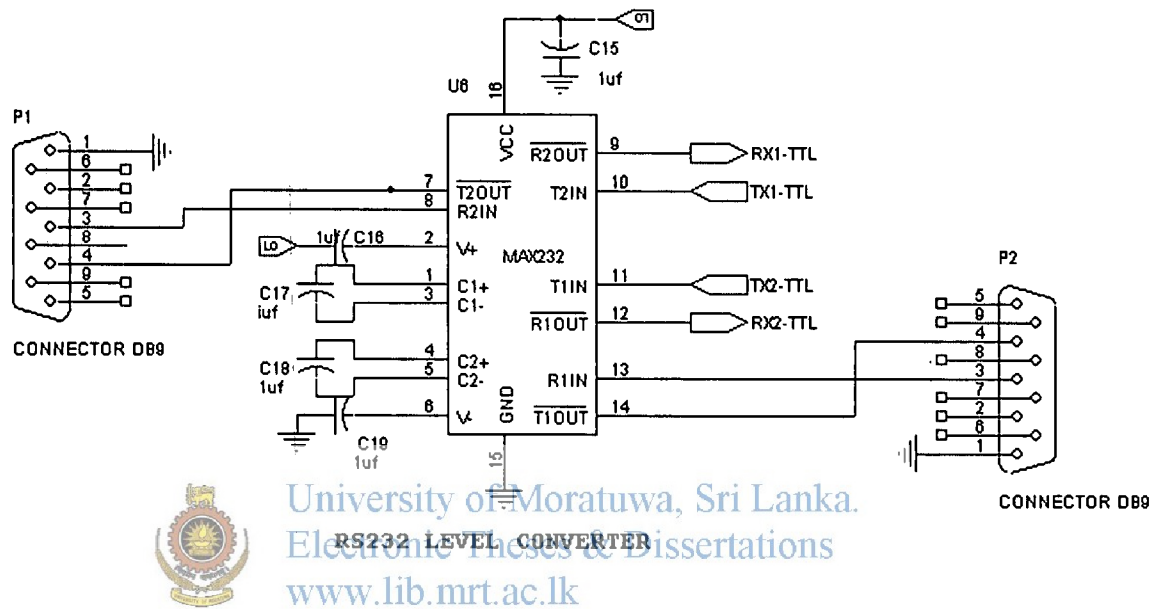 LO
C15
1uf
U6
16
P1
1
6
2
7
3
8
4
9
5
CONNECTOR DB9
VCC
R2OUT
9
RX1-TTL
7
T2OUT
T2IN
10
TX1-TTL
8
R2IN
LO
1uf
C16
2
V+
MAX232
C17
iuf
1
C1+
3
C1-
T1IN
11
TX2-TTL
R1OUT
12
RX2-TTL
C18
1uf
4
C2+
5
C2-
R1IN
13
6
V-
GND
T1OUT
14
C19
1uf
15
P2
5
9
4
8
3
7
2
6
1
CONNECTOR DB9
University of Moratuwa, Sri Lanka.
RS232 LEVEL CONVERTER
Electronic Theses & Dissertations
www.lib.mrt.ac.lk